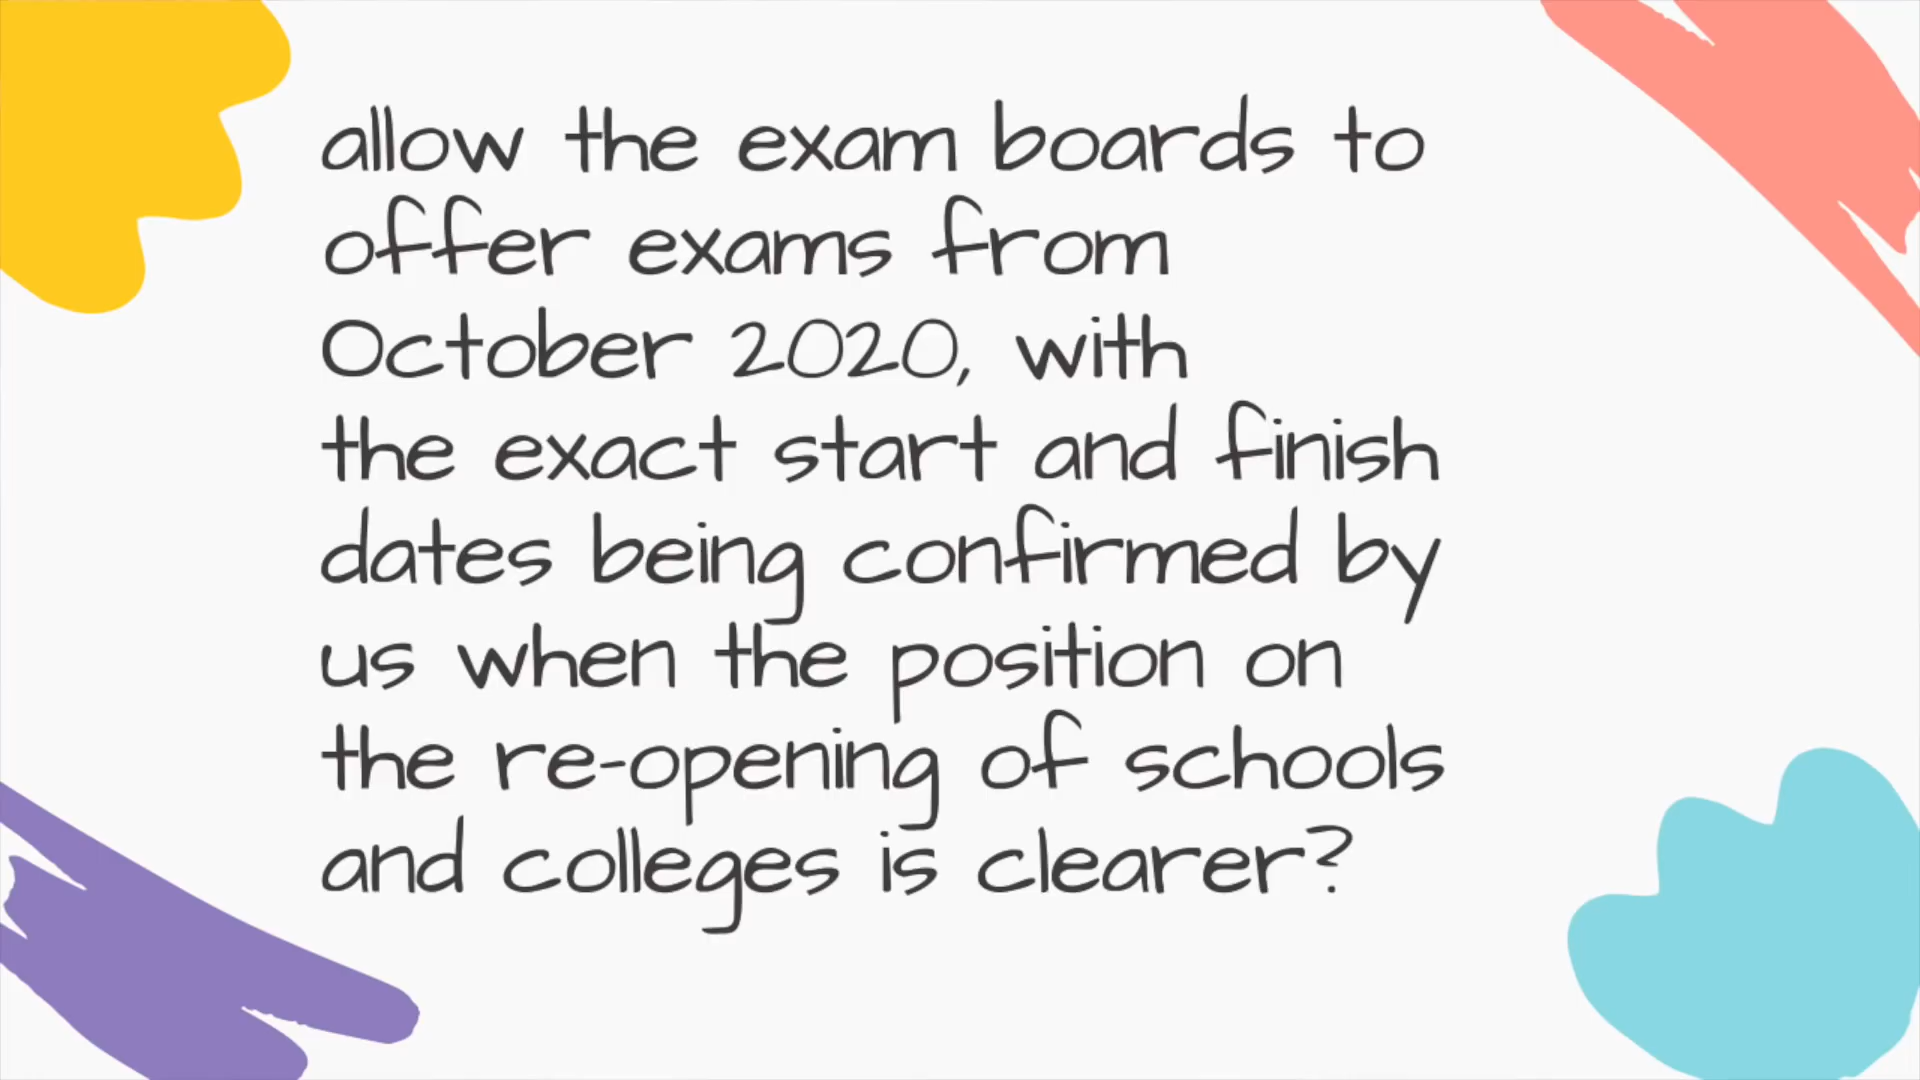 allow the exam boards to
offer exams from
October 2020, with
the exact start and finish
dates being confirmed by
us when the position on
the re-opening of schools
and colleges is clearer?